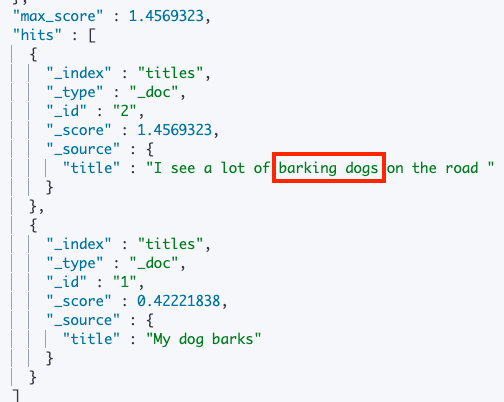 },
"max_score" : 1.4569323,
"hits" : [
{
"_index" : "titles",
"_type" : "_doc",
"_id" : "2",
"_score" : 1.4569323,
"_source" : {
"title" : "I see a lot of barking dogs on the road "
}
},
{
"_index" : "titles",
"_type" : "_doc",
"_id" : "1",
"_score" : 0.42221838,
"_source" : {
"title" : "My dog barks"
}
}
]